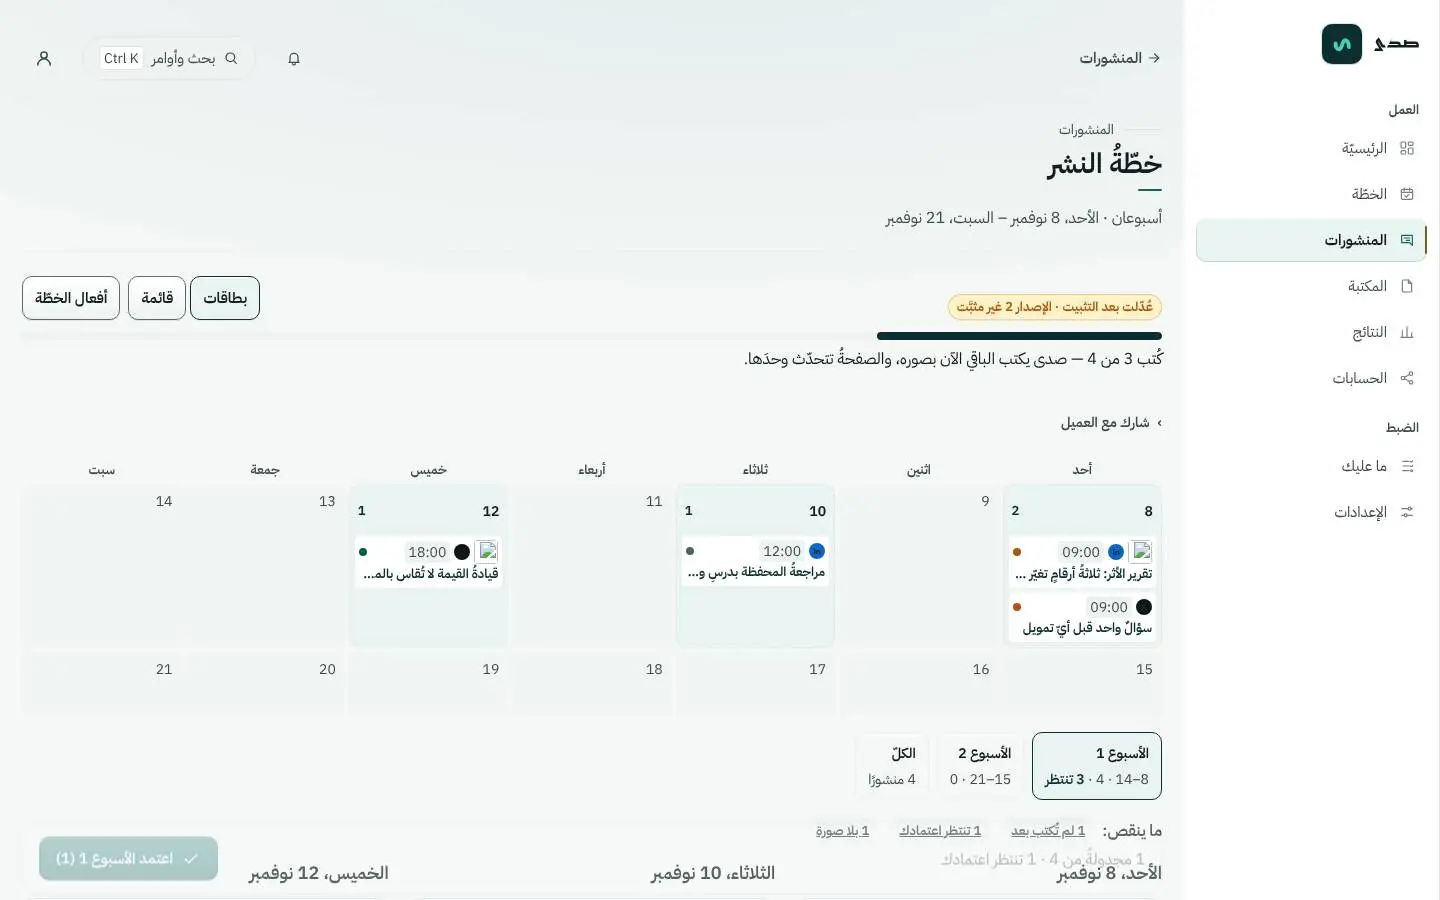 صدى
العمل
الرئيسيّة
الخطّة
المنشورات
المكتبة
النتائج
الحسابات
الضبط
ما عليك
الإعدادات
المنشورات
بحث وأوامر Ctrl K
المنشورات
خطّةُ النشر
أسبوعان · الأحد، 8 نوفمبر – السبت، 21 نوفمبر
عُدّلت بعد التثبيت · الإصدار 2 غير مثبَّت
بطاقات
قائمة
أفعال الخطّة
كُتب 3 من 4 — صدى يكتب الباقي الآن بصوره، والصفحةُ تتحدّث وحدَها.
شارك مع العميل
أحد اثنين ثلاثاء أربعاء خميس جمعة سبت
8 2 9 10 1 11 12 1 13 14
09:00
تقرير الأثر: ثلاثةُ أرقامٍ تغيّر ...
09:00
سؤالٌ واحد قبل أيّ تمويل
12:00
مراجعةُ المحفظة بدرسٍ و...
18:00
قيادةُ القيمة لا تُقاس بالمـ...
15 16 17 18 19 20 21
الأسبوع 1
8–14 · 4 · 3 تنتظر
الأسبوع 2
15–21 · 0
الكلّ
4 منشورًا
ما ينقص: 1 لم تُكتب بعد 1 تنتظر اعتمادك 1 بلا صورة
1 مجدولةٌ من 4 · 1 تنتظر اعتمادك
اعتمد الأسبوع 1 (1)
الأحد، 8 نوفمبر
الثلاثاء، 10 نوفمبر
الخميس، 12 نوفمبر